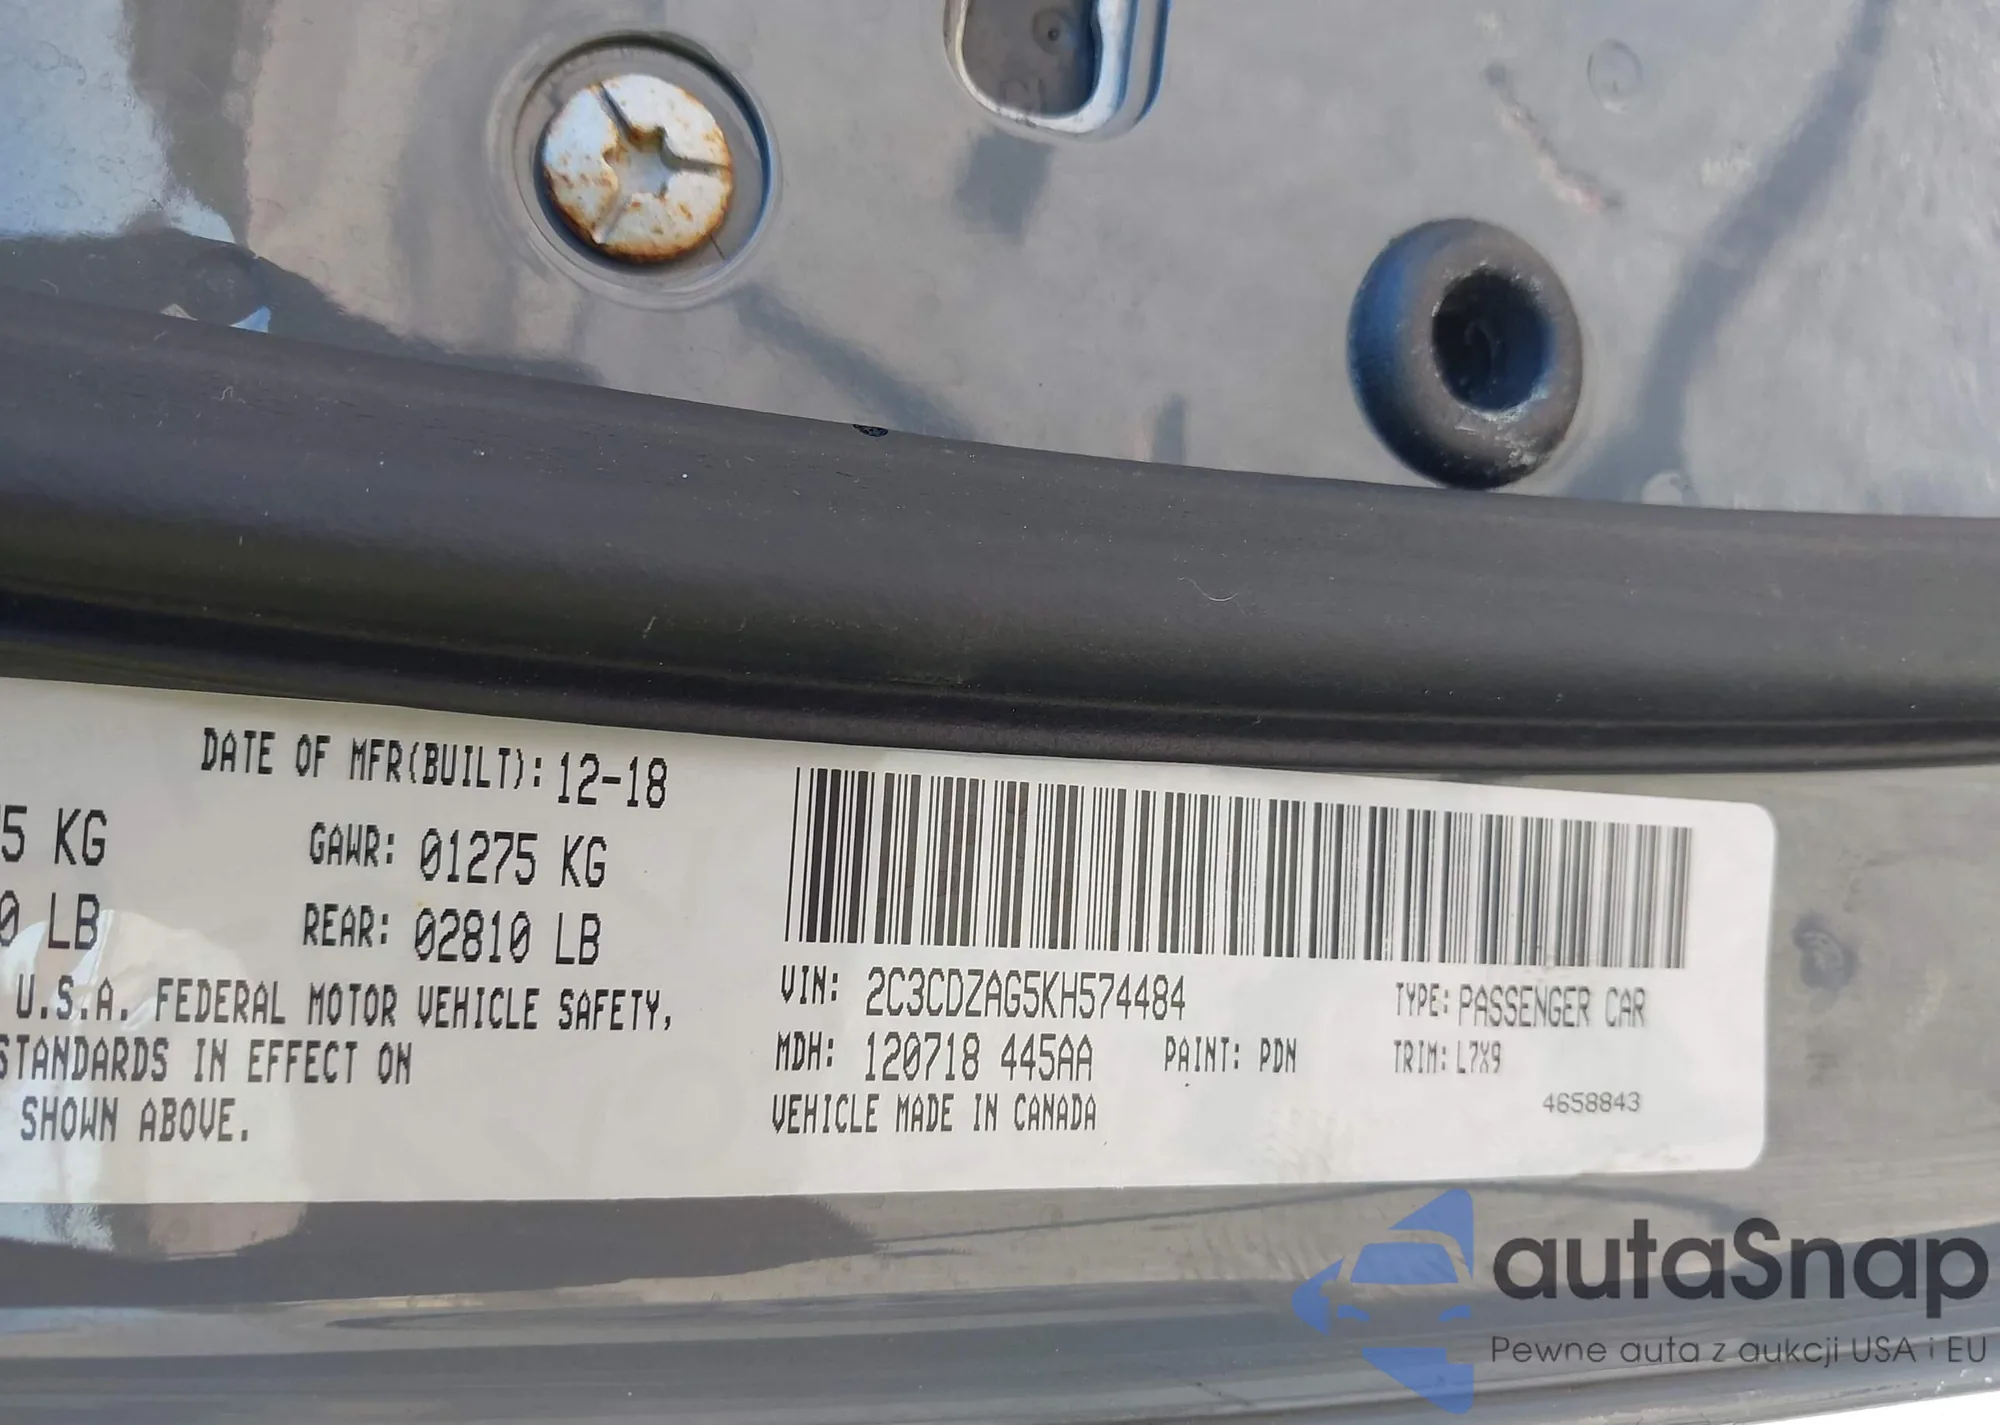 DATE OF MFR(BUILT): 12-18
5 KG GAWR: 01275 KG
0 LB REAR: 02810 LB
U.S.A. FEDERAL MOTOR VEHICLE SAFETY,
STANDARDS IN EFFECT ON
SHOWN ABOVE.
VIN: 2C3CDZAG5KH574484 TYPE: PASSENGER CAR
MDH: 120718 445AA PAINT: PDN TRIM: L7X9
VEHICLE MADE IN CANADA 4658843
autaSnap
Pewne auta z aukcji USA i EU